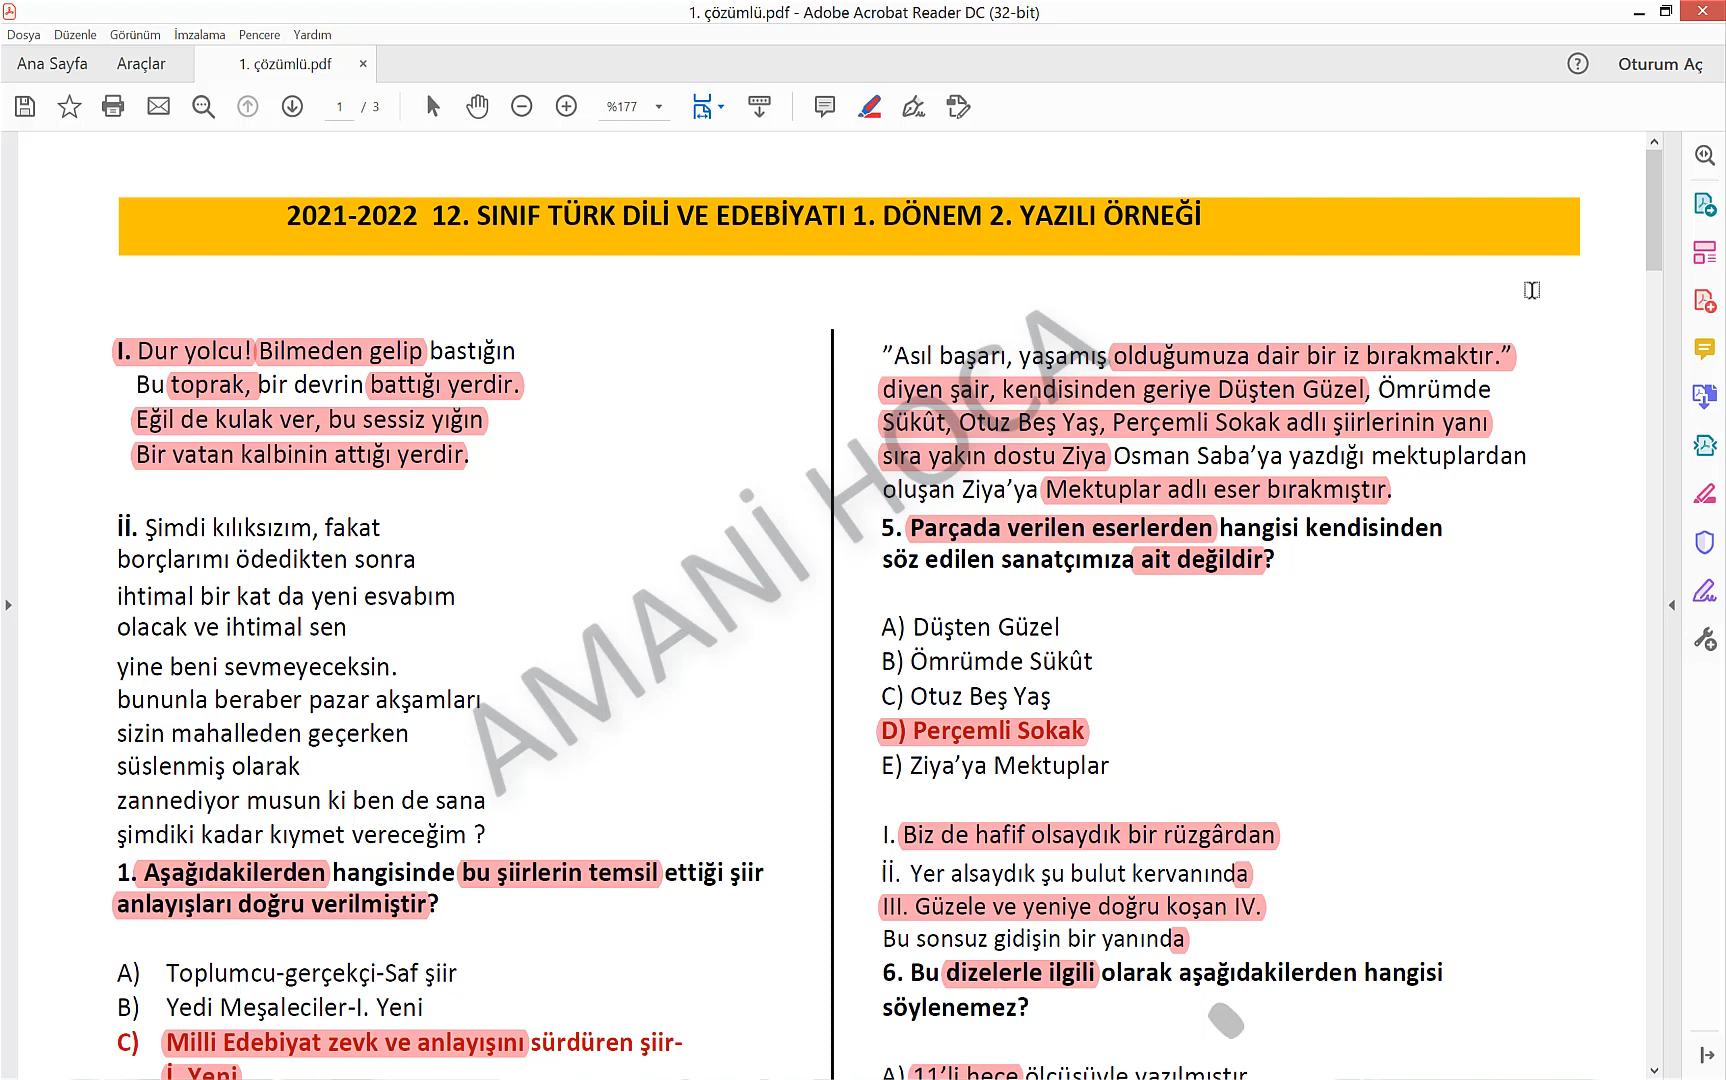 1. çözümlü.pdf - Adobe Acrobat Reader DC (32-bit)
Dosya Düzenle Görünüm İmzalama Pencere Yardım
Ana Sayfa Araçlar 1. çözümlü.pdf × Oturum Aç
1 / 3 %177
2021-2022 12. SINIF TÜRK DİLİ VE EDEBİYATI 1. DÖNEM 2. YAZILI ÖRNEĞİ
I. Dur yolcu! Bilmeden gelip bastığın
Bu toprak, bir devrin battığı yerdir.
Eğil de kulak ver, bu sessiz yığın
Bir vatan kalbinin attığı yerdir.
İİ. Şimdi kılıksızım, fakat
borçlarımı ödedikten sonra
ihtimal bir kat da yeni esvabım
olacak ve ihtimal sen
yine beni sevmeyeceksin.
bununla beraber pazar akşamları
sizin mahalleden geçerken
süslenmiş olarak
zannediyor musun ki ben de sana
şimdiki kadar kıymet vereceğim ?
1. Aşağıdakilerden hangisinde bu şiirlerin temsil ettiği şiir
anlayışları doğru verilmiştir?
A) Toplumcu-gerçekçi-Saf şiir
B) Yedi Meşaleciler-I. Yeni
C) Milli Edebiyat zevk ve anlayışını sürdüren şiir-
İ. Yeni
”Asıl başarı, yaşamış olduğumuza dair bir iz bırakmaktır.”
diyen şair, kendisinden geriye Düşten Güzel, Ömrümde
Sükût, Otuz Beş Yaş, Perçemli Sokak adlı şiirlerinin yanı
sıra yakın dostu Ziya Osman Saba’ya yazdığı mektuplardan
oluşan Ziya’ya Mektuplar adlı eser bırakmıştır.
5. Parçada verilen eserlerden hangisi kendisinden
söz edilen sanatçımıza ait değildir?
A) Düşten Güzel
B) Ömrümde Sükût
C) Otuz Beş Yaş
D) Perçemli Sokak
E) Ziya’ya Mektuplar
I. Biz de hafif olsaydık bir rüzgârdan
İİ. Yer alsaydık şu bulut kervanında
III. Güzele ve yeniye doğru koşan IV.
Bu sonsuz gidişin bir yanında
6. Bu dizelerle ilgili olarak aşağıdakilerden hangisi
söylenemez?
A) 11’li hece ölçüsüyle yazılmıştır
AMANİ HOCA